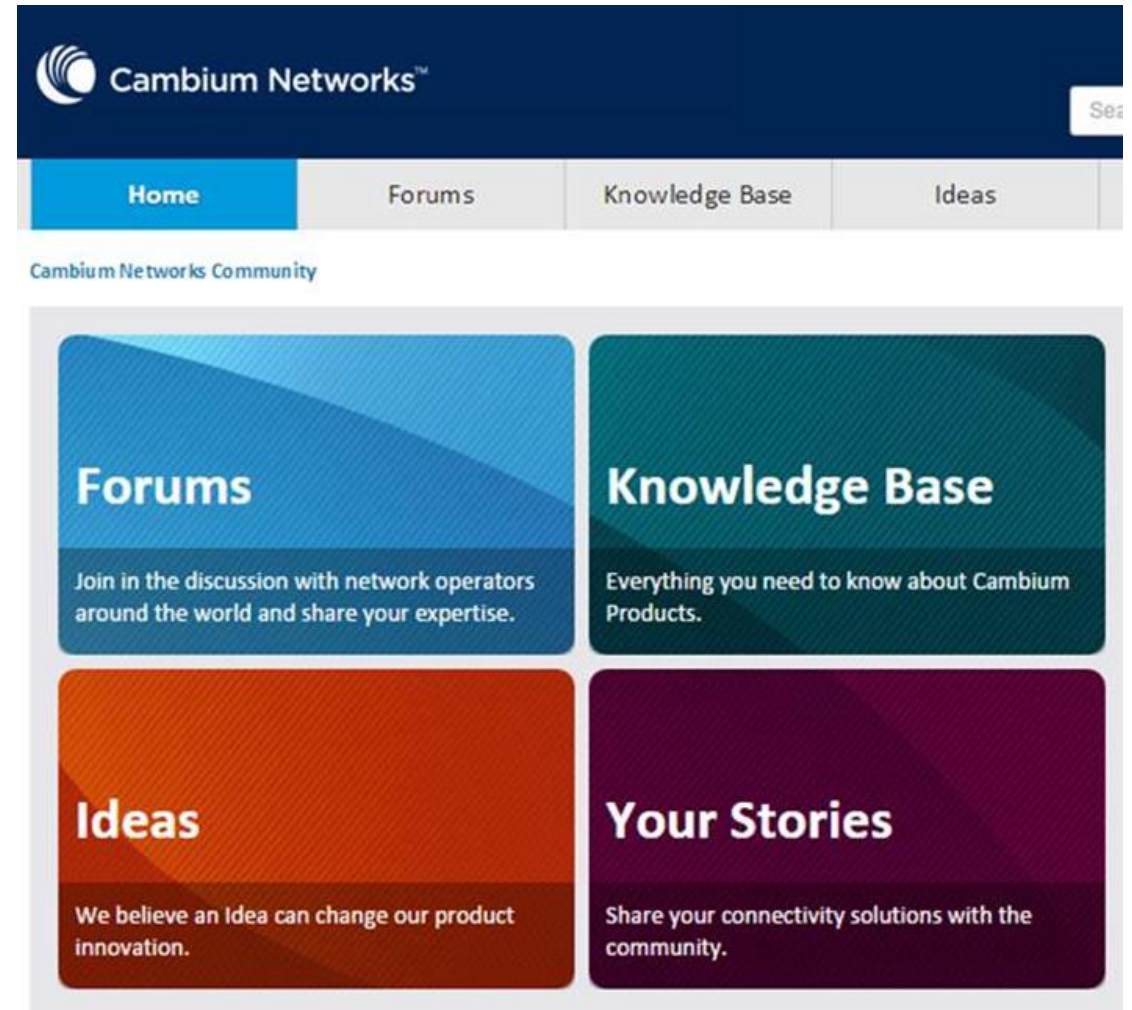 Cambium Networks™
Sea
Home Forums Knowledge Base Ideas
Cambium Networks Community
Forums
Join in the discussion with network operators
around the world and share your expertise.
Knowledge Base
Everything you need to know about Cambium
Products.
Ideas
We believe an Idea can change our product
innovation.
Your Stories
Share your connectivity solutions with the
community.